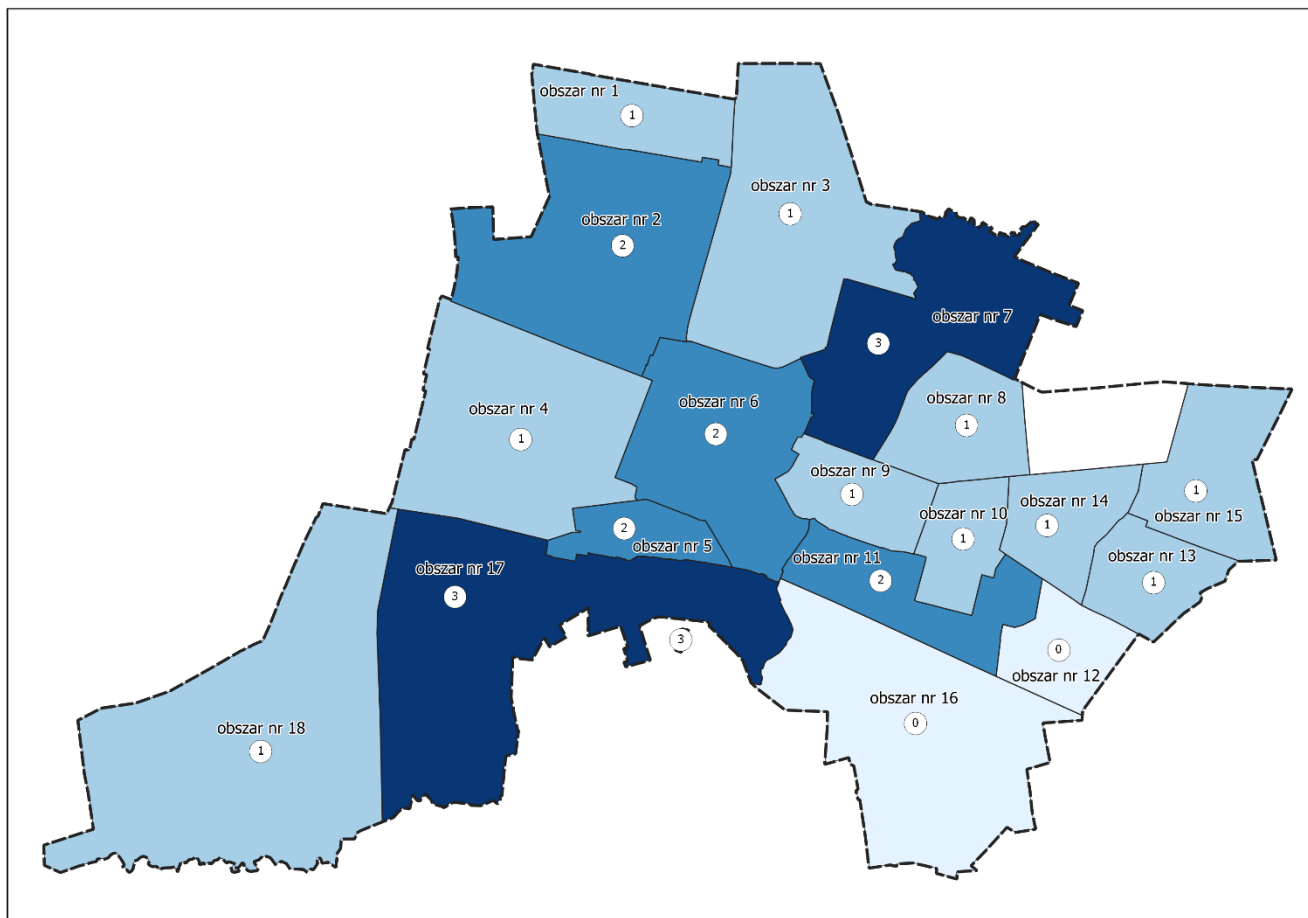 obszar nr 1
1
obszar nr 3
1
obszar nr 2
2
obszar nr 7
3
obszar nr 4
1
obszar nr 6
2
obszar nr 8
1
obszar nr 9
1
obszar nr 14
1
1
obszar nr 15
obszar nr 10
1
2
obszar nr 5
obszar nr 11
2
obszar nr 13
1
obszar nr 17
3
3
0
obszar nr 12
obszar nr 16
0
obszar nr 18
1